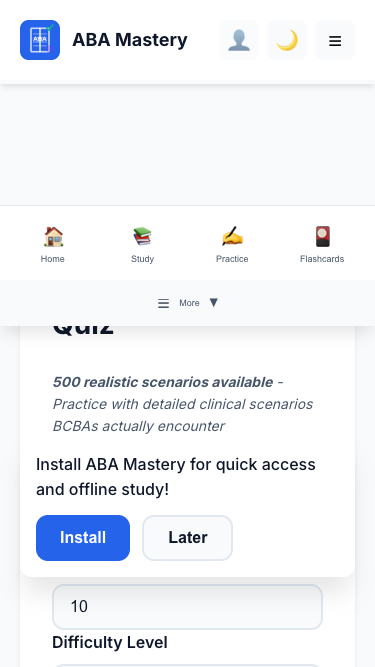 ABA
ABA Mastery
Home
Study
Practice
Flashcards
More ▼
Quiz
500 realistic scenarios available -
Practice with detailed clinical scenarios
BCBAs actually encounter
Install ABA Mastery for quick access
and offline study!
Install
Later
10
Difficulty Level